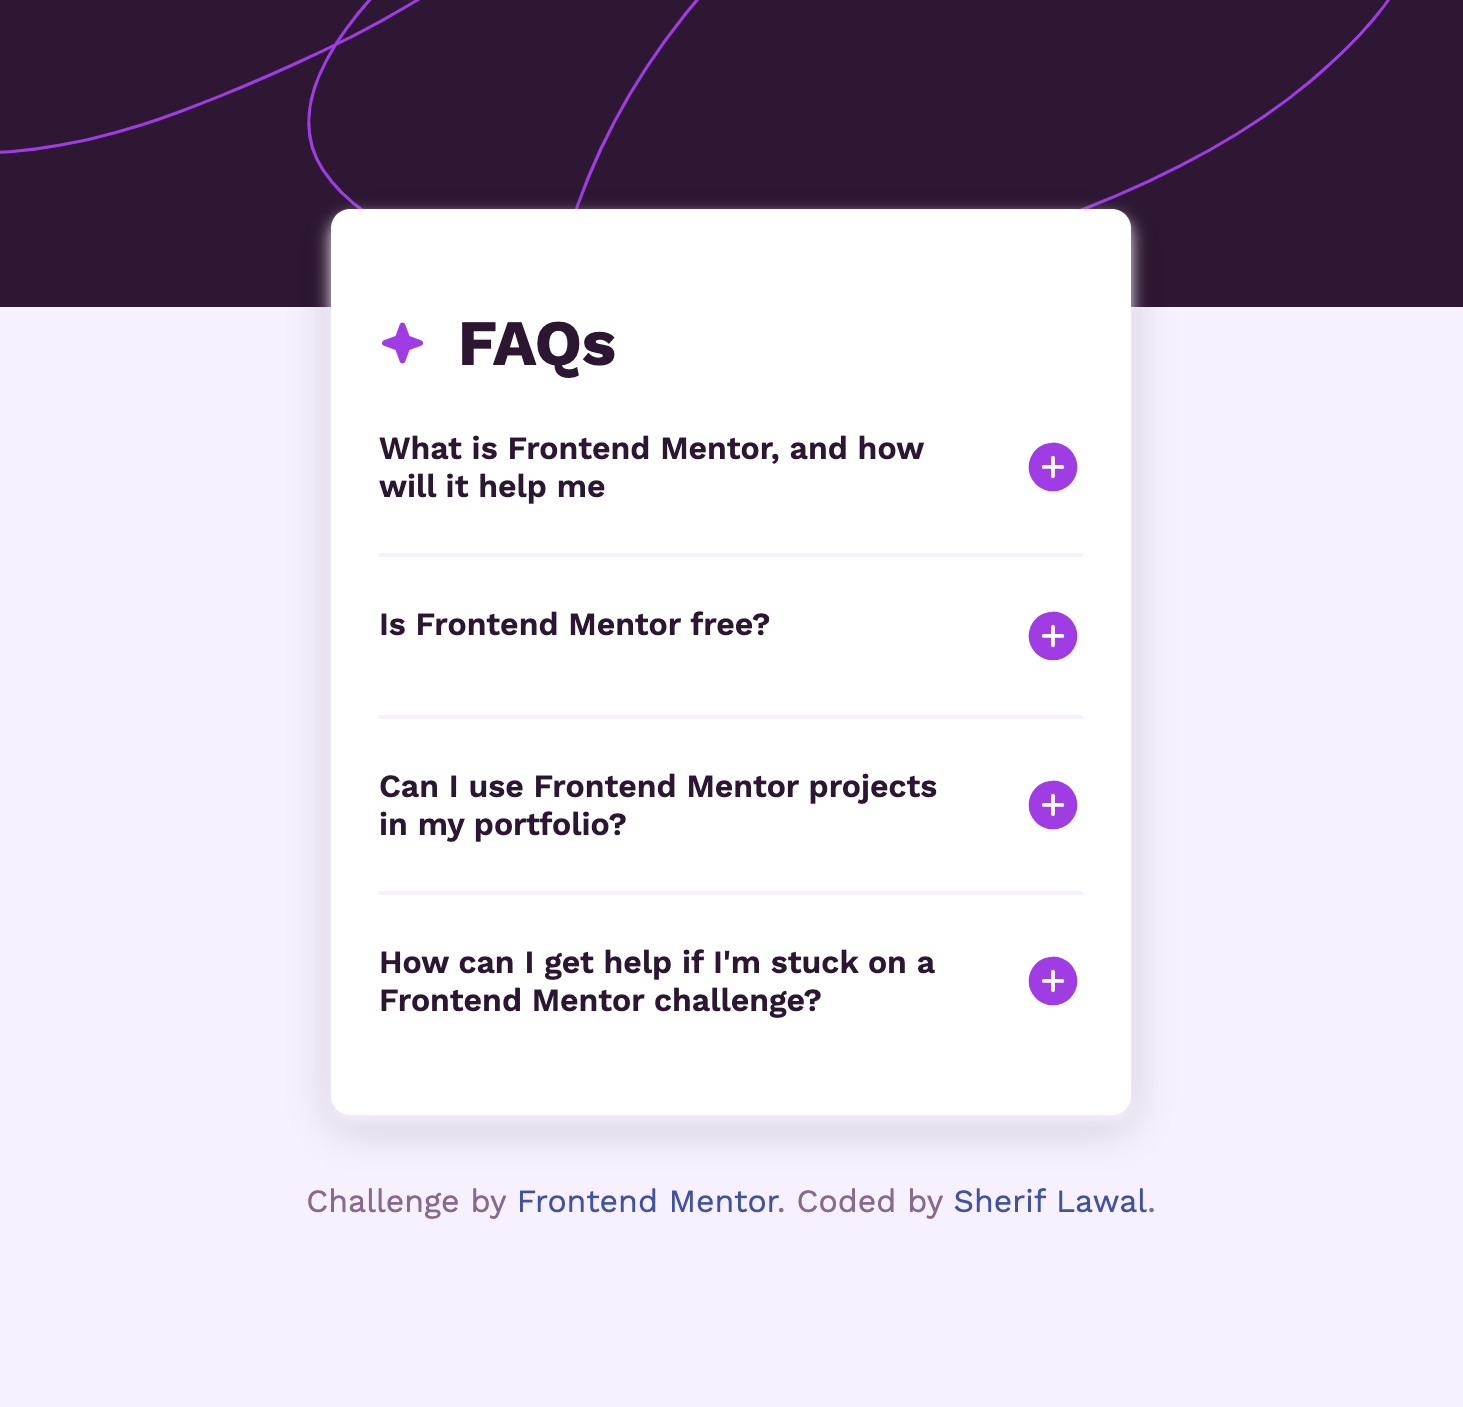 FAQs
What is Frontend Mentor, and how
will it help me
Is Frontend Mentor free?
Can I use Frontend Mentor projects
in my portfolio?
How can I get help if I'm stuck on a
Frontend Mentor challenge?
Challenge by Frontend Mentor. Coded by Sherif Lawal.